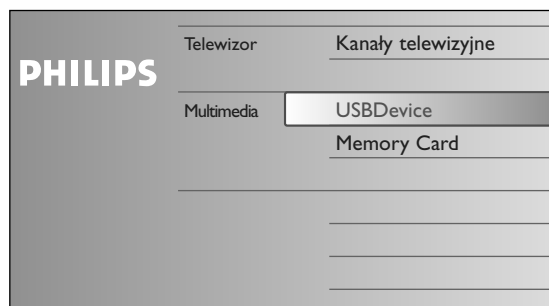 PHILIPS
Telewizor Kanały telewizyjne
Multimedia USBDevice
Memory Card